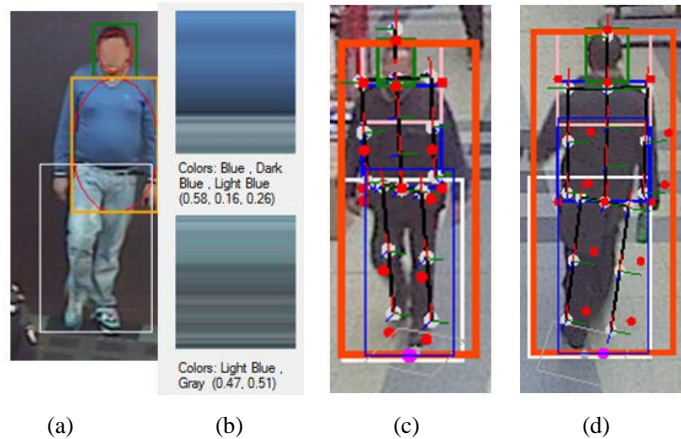 Colors: Blue , Dark
Blue , Light Blue
(0.58, 0.16, 0.26)
Colors: Light Blue ,
Gray (0.47, 0.51)
(a) (b) (c) (d)